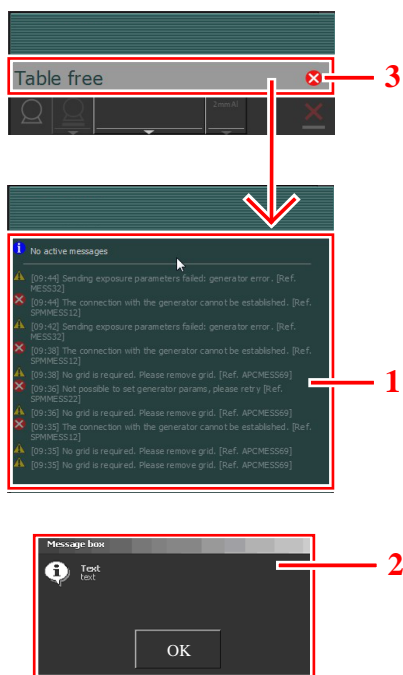 Table free
3
2mmAl
No active messages
[09:44] Sending exposure parameters failed: generator error. [Ref.
MESS32]
[09:44] The connection with the generator cannot be established. [Ref.
SPMMESS12]
[09:42] Sending exposure parameters failed: generator error. [Ref.
MESS32]
[09:38] The connection with the generator cannot be established. [Ref.
SPMMESS12]
[09:38] No grid is required. Please remove grid. [Ref. APCMESS69]
1
[09:36] Not possible to set generator params, please retry [Ref.
SPMMESS22]
[09:36] No grid is required. Please remove grid. [Ref. APCMESS69]
[09:35] The connection with the generator cannot be established. [Ref.
SPMMESS12]
[09:35] No grid is required. Please remove grid. [Ref. APCMESS69]
[09:35] No grid is required. Please remove grid. [Ref. APCMESS69]
Message box
2
Text
text
OK